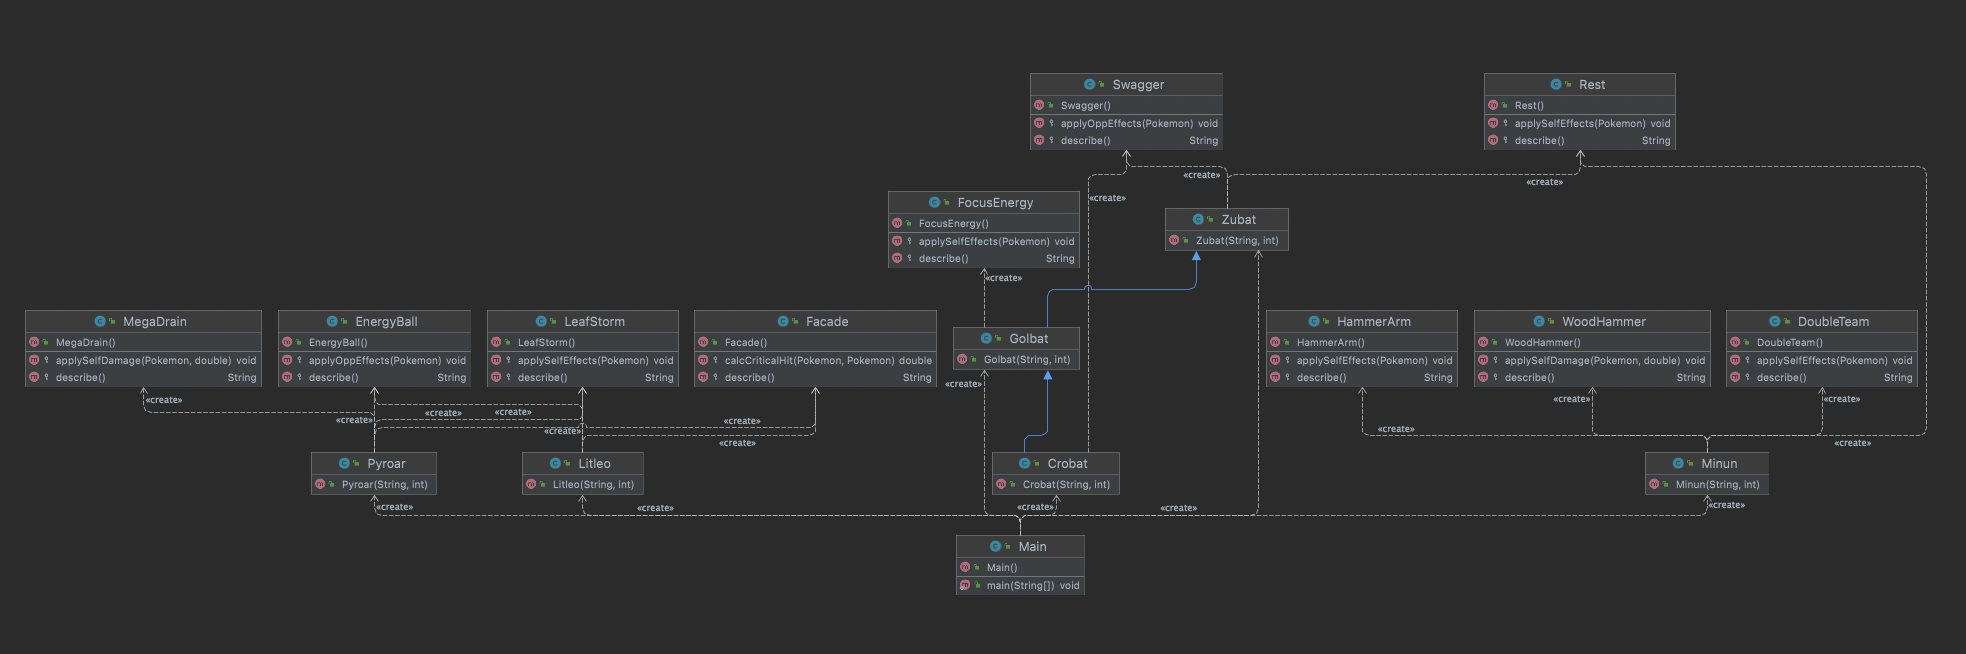 Swagger
Swagger()
applyOppEffects(Pokemon) void
describe() String
Rest
Rest()
applySelfEffects(Pokemon) void
describe() String
«create»
«create»
«create»
FocusEnergy
FocusEnergy()
applySelfEffects(Pokemon) void
describe() String
Zubat
Zubat(String, int)
«create»
MegaDrain
MegaDrain()
applySelfDamage(Pokemon, double) void
describe() String
EnergyBall
EnergyBall()
applyOppEffects(Pokemon) void
describe() String
LeafStorm
LeafStorm()
applySelfEffects(Pokemon) void
describe() String
Facade
Facade()
calcCriticalHit(Pokemon, Pokemon) double
describe() String
Golbat
Golbat(String, int)
HammerArm
HammerArm()
applySelfEffects(Pokemon) void
describe() String
WoodHammer
WoodHammer()
applySelfDamage(Pokemon, double) void
describe() String
DoubleTeam
DoubleTeam()
applySelfEffects(Pokemon) void
describe() String
«create»
«create»
«create»
«create»
«create»
«create»
«create»
«create»
«create»
«create»
«create»
«create»
«create»
Pyroar
Pyroar(String, int)
Litleo
Litleo(String, int)
Crobat
Crobat(String, int)
Minun
Minun(String, int)
«create»
«create»
«create»
«create»
«create»
Main
Main()
main(String[]) void